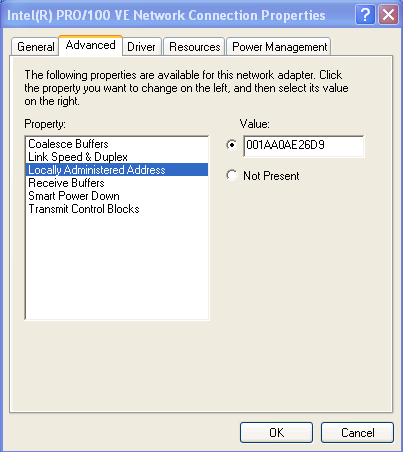 Intel(R) PRO/100 VE Network Connection Properties
General
Advanced
Driver
Resources
Power Management
The following properties are available for this network adapter. Click
the property you want to change on the left, and then select its value
on the right.
Property:
Value:
Coalesce Buffers
Link Speed & Duplex
Locally Administered Address
Receive Buffers
Smart Power Down
Transmit Control Blocks
001AA0AE26D9
Not Present
OK
Cancel